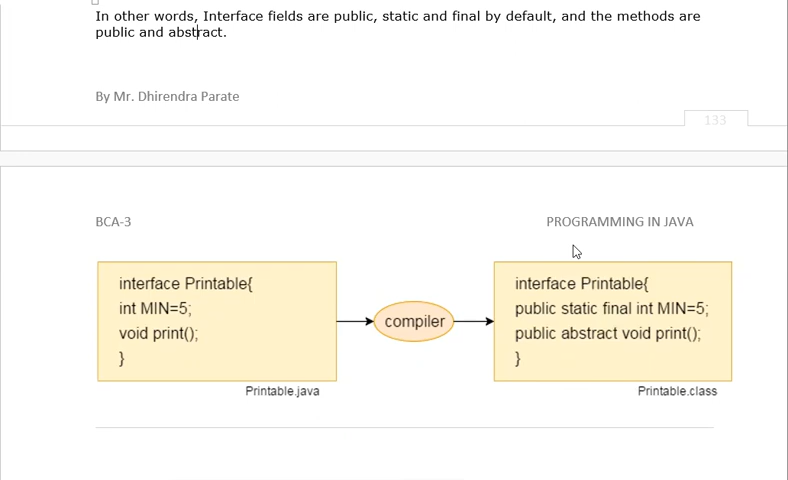 In other words, Interface fields are public, static and final by default, and the methods are
public and abstract.
By Mr. Dhirendra Parate
133
BCA-3
PROGRAMMING IN JAVA
interface Printable{
int MIN=5;
void print();
}
Printable.java
compiler
interface Printable{
public static final int MIN=5;
public abstract void print();
}
Printable.class